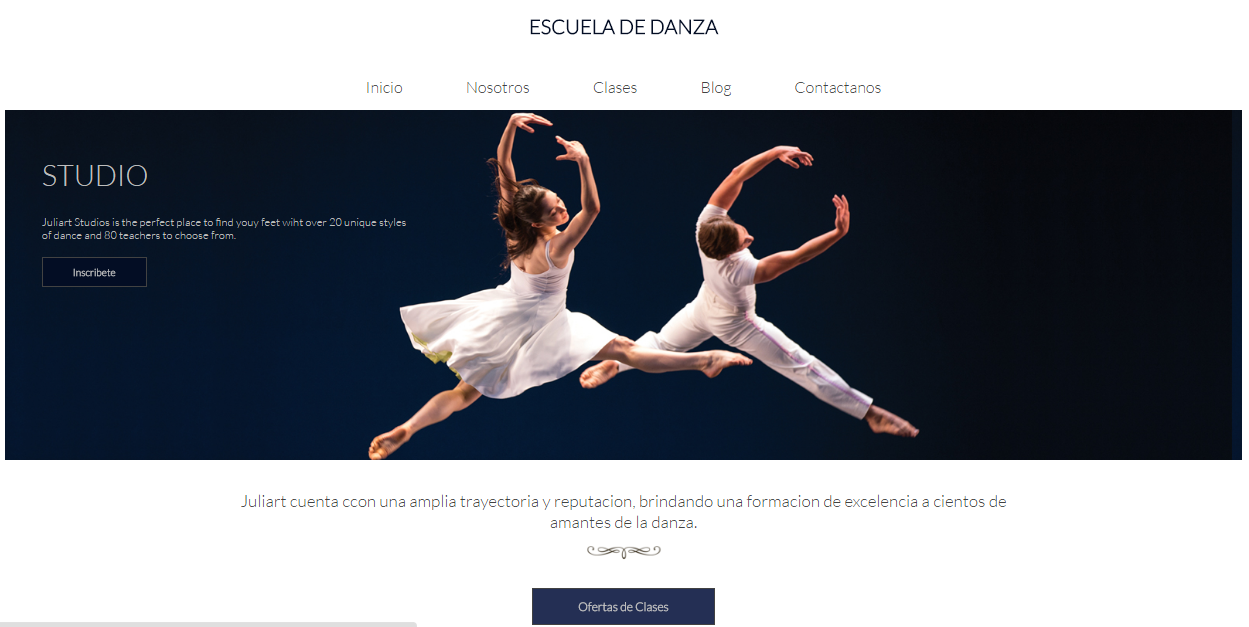 ESCUELA DE DANZA
Inicio Nosotros Clases Blog Contactanos
STUDIO
Juliart Studios is the perfect place to find youy feet wiht over 20 unique styles
of dance and 80 teachers to choose from.
Inscribete
Juliart cuenta ccon una amplia trayectoria y reputacion, brindando una formacion de excelencia a cientos de
amantes de la danza.
Ofertas de Clases